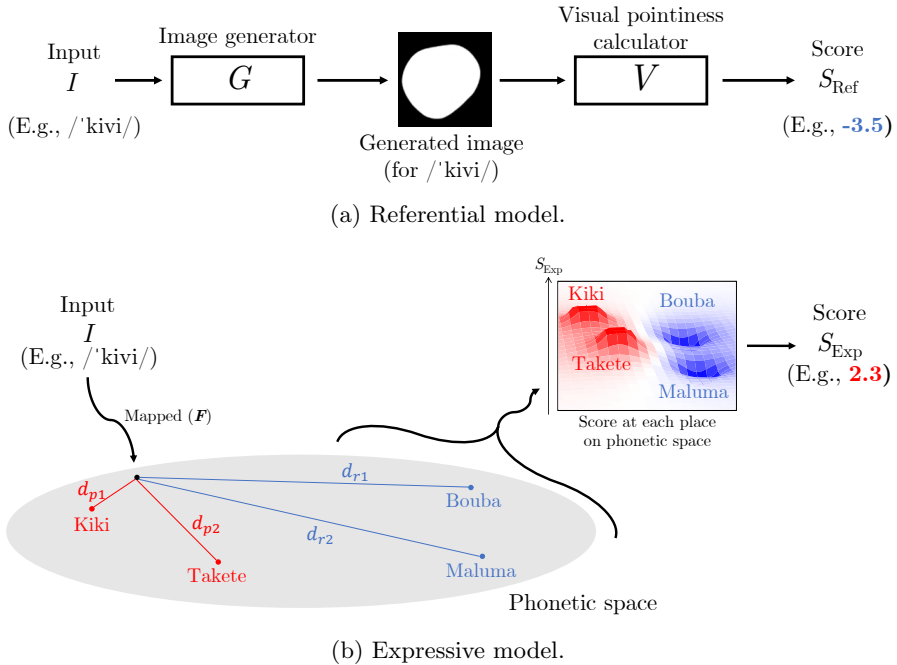 Input
I
(E.g., /ˈkivi/)
Image generator
G
Generated image
(for /ˈkivi/)
Visual pointiness
calculator
V
Score
S_Ref
(E.g., -3.5)
(a) Referential model.
Input
I
(E.g., /ˈkivi/)
Mapped (F)
d_p1
Kiki
d_p2
Takete
d_r1
Bouba
d_r2
Maluma
Phonetic space
S_Exp
Kiki
Bouba
Takete
Maluma
Score at each place
on phonetic space
Score
S_Exp
(E.g., 2.3)
(b) Expressive model.